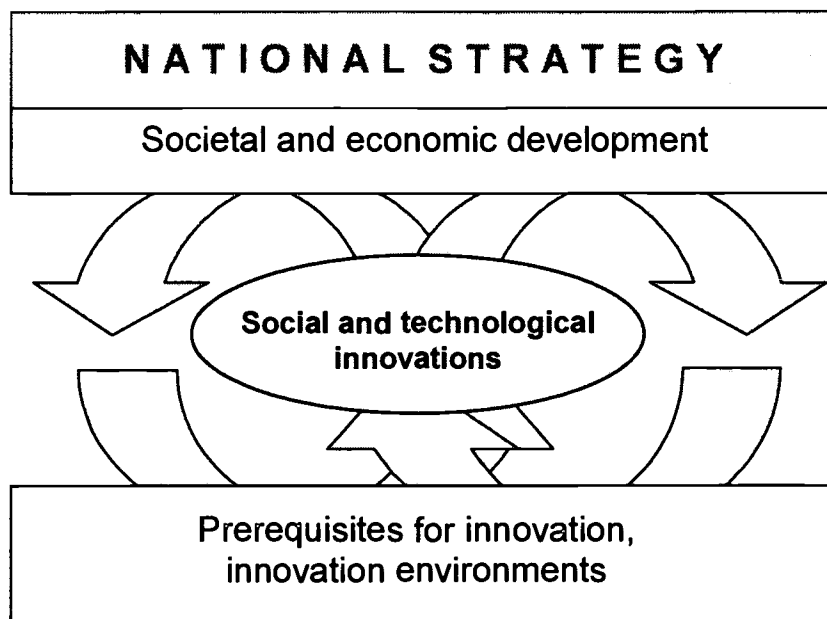 NATIONAL STRATEGY
Societal and economic development
Social and technological
innovations
Prerequisites for innovation,
innovation environments